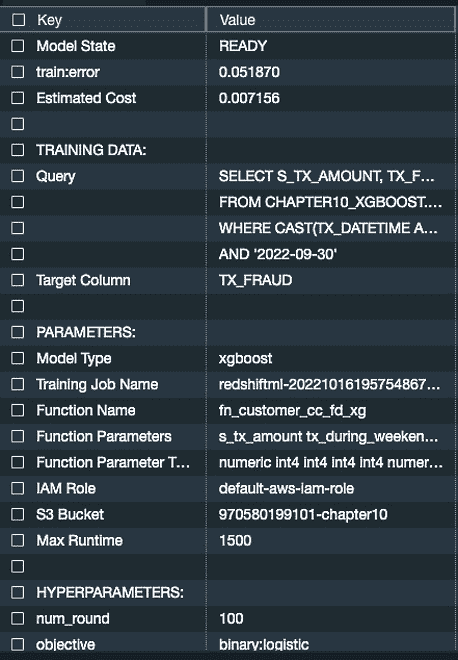 Key Value
Model State READY
train:error 0.051870
Estimated Cost 0.007156
TRAINING DATA:
Query SELECT S_TX_AMOUNT, TX_F...
FROM CHAPTER10_XGBOOST....
WHERE CAST(TX_DATETIME A...
AND '2022-09-30'
Target Column TX_FRAUD
PARAMETERS:
Model Type xgboost
Training Job Name redshiftml-20221016195754867...
Function Name fn_customer_cc_fd_xg
Function Parameters s_tx_amount tx_during_weeken...
Function Parameter T... numeric int4 int4 int4 int4 numer...
IAM Role default-aws-iam-role
S3 Bucket 970580199101-chapter10
Max Runtime 1500
HYPERPARAMETERS:
num_round 100
objective binary:logistic